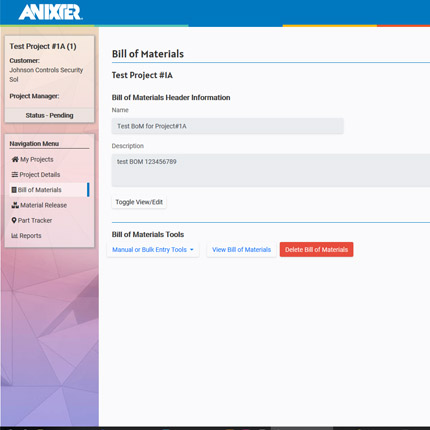 ANIXTER
Test Project #1A (1)
Customer:
Johnson Controls Security
Sol
Project Manager:
Status - Pending
Navigation Menu
My Projects
Project Details
Bill of Materials
Material Release
Part Tracker
Reports
Bill of Materials
Test Project #IA
Bill of Materials Header Information
Name
Test BoM for Project#1A
Description
test BOM 123456789
Toggle View/Edit
Bill of Materials Tools
Manual or Bulk Entry Tools
View Bill of Materials
Delete Bill of Materials